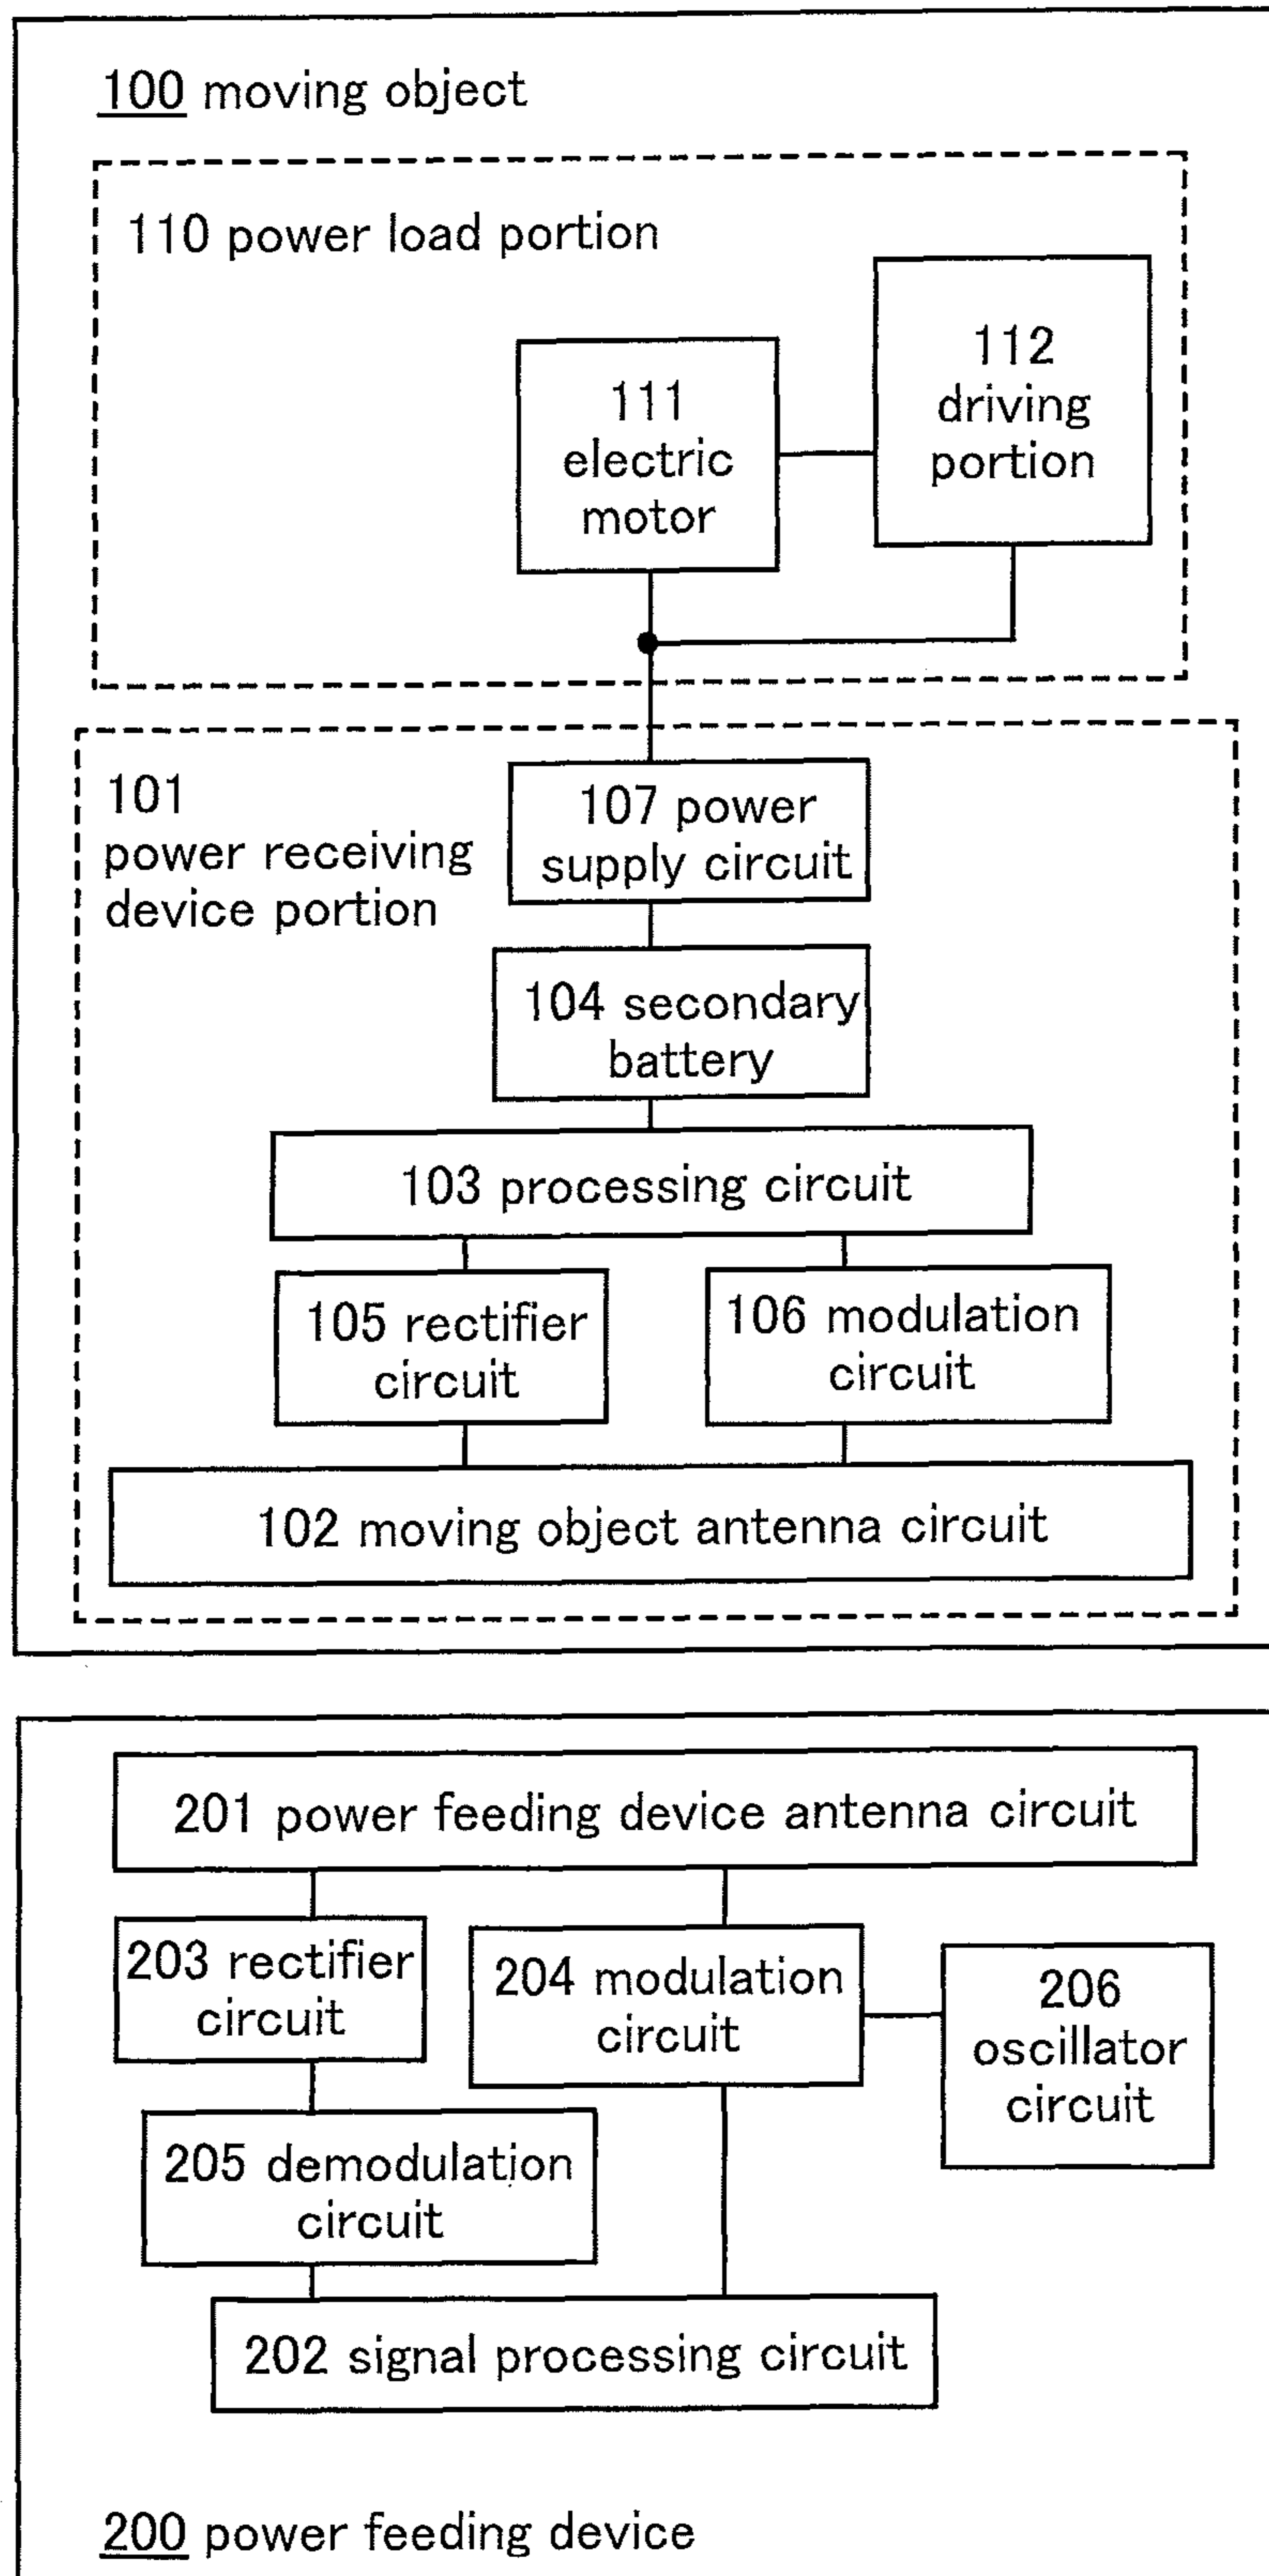 100 moving object
110 power load portion
112
driving
portion
111
electric
motor
101
power receiving
device portion
107 power
supply circuit
104 secondary
battery
103 processing circuit
105 rectifier
circuit
106 modulation
circuit
102 moving object antenna circuit
201 power feeding device antenna circuit
203 rectifier
circuit
204 modulation
circuit
206
oscillator
circuit
205 demodulation
circuit
202 signal processing circuit
200 power feeding device